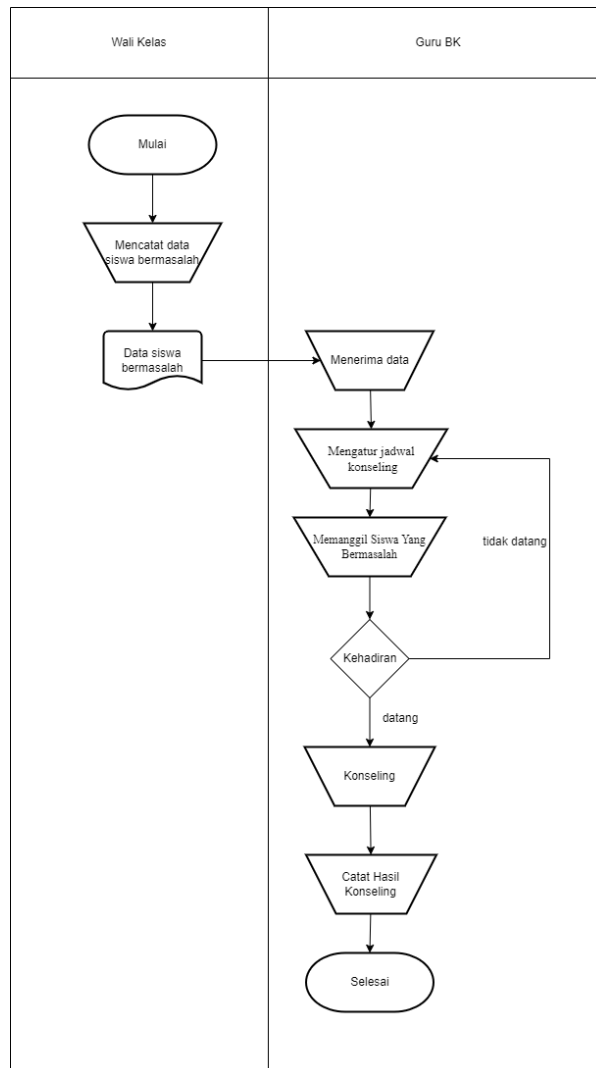 Wali Kelas
Guru BK
Mulai
Mencatat data
siswa bermasalah
Data siswa
bermasalah
Menerima data
Mengatur jadwal
konseling
Memanggil Siswa Yang
Bermasalah
tidak datang
Kehadiran
datang
Konseling
Catat Hasil
Konseling
Selesai